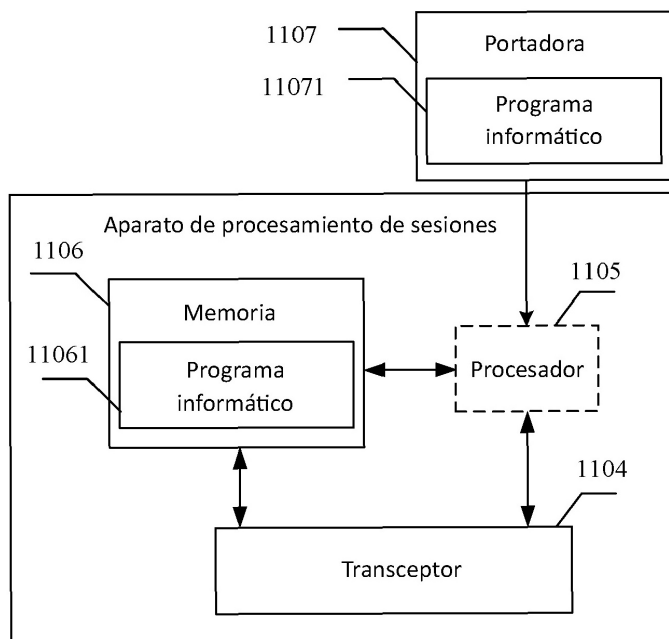 1107
Portadora
11071
Programa
informático
Aparato de procesamiento de sesiones
1106
1105
Memoria
11061
Programa
informático
Procesador
1104
Transceptor